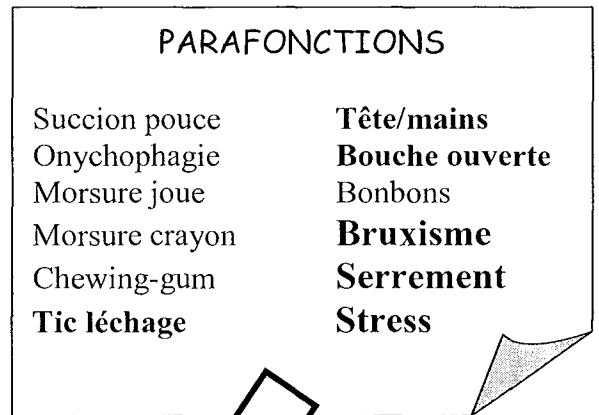 PARAFONCTIONS
Succion pouce
Onychophagie
Morsure joue
Morsure crayon
Chewing-gum
Tic léchage
Tête/mains
Bouche ouverte
Bonbons
Bruxisme
Serrement
Stress